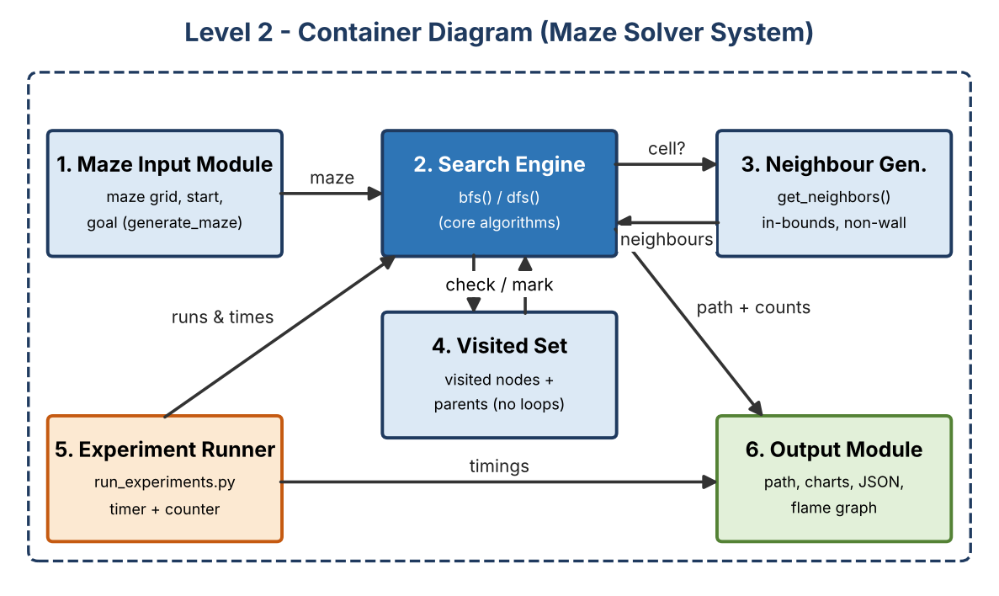 Level 2 - Container Diagram (Maze Solver System)
1. Maze Input Module
maze grid, start,
goal (generate_maze)
maze
2. Search Engine
bfs() / dfs()
(core algorithms)
cell?
neighbours
3. Neighbour Gen.
get_neighbors()
in-bounds, non-wall
check / mark
runs & times
path + counts
4. Visited Set
visited nodes +
parents (no loops)
5. Experiment Runner
run_experiments.py
timer + counter
timings
6. Output Module
path, charts, JSON,
flame graph